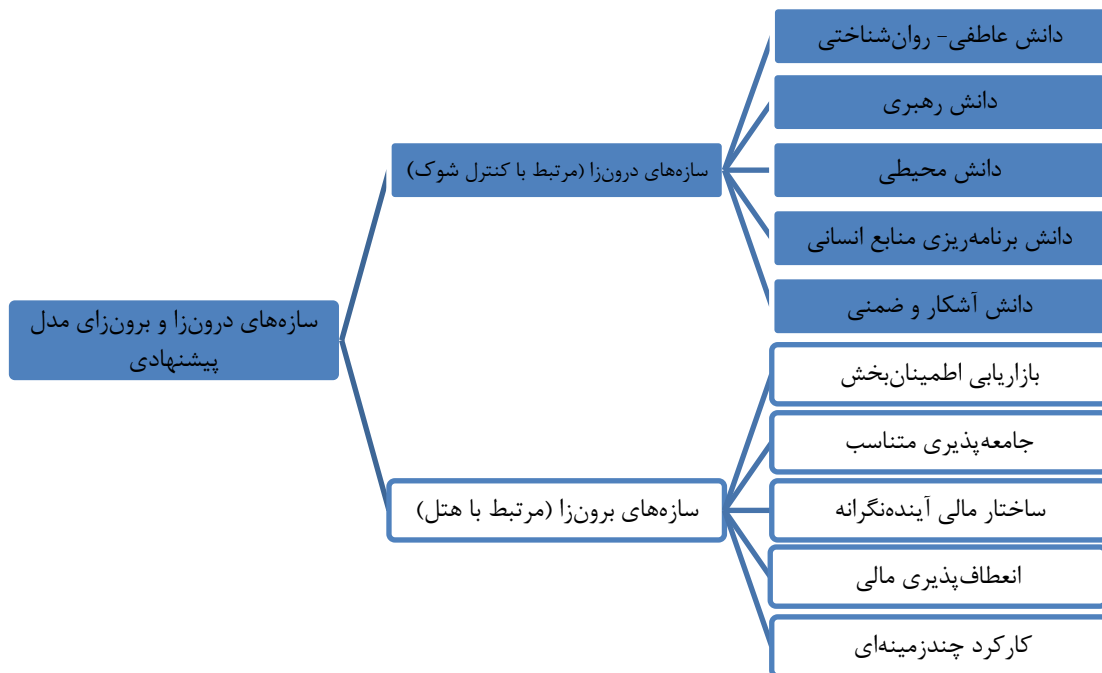 سازه‌های درون‌زا و برون‌زای مدل
پیشنهادی
سازه‌های درون‌زا (مرتبط با کنترل شوک)
دانش عاطفی- روان‌شناختی
دانش رهبری
دانش محیطی
دانش برنامه‌ریزی منابع انسانی
دانش آشکار و ضمنی
سازه‌های برون‌زا (مرتبط با هتل)
بازاریابی اطمینان‌بخش
جامعه‌پذیری متناسب
ساختار مالی آینده‌نگرانه
انعطاف‌پذیری مالی
کارکرد چندزمینه‌ای